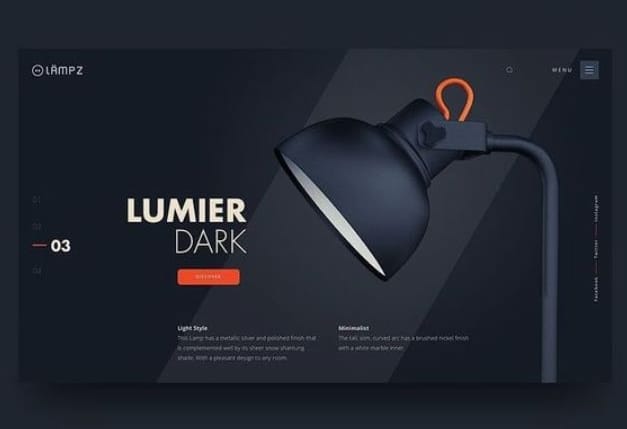 LÄMPZ
MENU
01
02
03
04
LUMIER
DARK
DISCOVER
Light Style
This Lamp has a metallic silver and polished finish that
is complemented well by its sheer snow shantung
shade. With a pleasant design to any room.
Minimalist
The tall, slim, curved arc has a brushed nickel finish
with a white marble inner.
Instagram
Twitter
Facebook